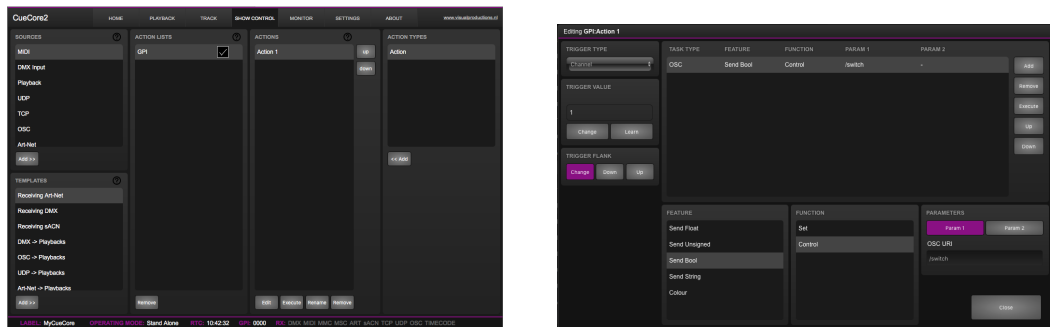 CueCore2 HOME PLAYBACK TRACK SHOW CONTROL MONITOR SETTINGS ABOUT www.visualproductions.nl
SOURCES ?
MIDI
DMX Input
Playback
UDP
TCP
OSC
Art-Net
Add >>
TEMPLATES ?
Receiving Art-Net
Receiving DMX
Receiving sACN
DMX -> Playbacks
OSC -> Playbacks
UDP -> Playbacks
Art-Net -> Playbacks
Add >>
ACTION LISTS
GPI
Remove
ACTIONS ?
Action 1
Up
Down
Edit Execute Rename Remove
ACTION TYPES
Action
<< Add
LABEL: MyCueCore OPERATING MODE: Stand Alone RTC: 10:42:32 GPI: 0000 RX: DMX MIDI MMC MSC ART sACN TCP UDP OSC TIMECODE
Editing GPI:Action 1
TRIGGER TYPE
Channel
TRIGGER VALUE
1
Change Learn
TRIGGER FLANK
Change Down Up
TASK TYPE FEATURE FUNCTION PARAM 1 PARAM 2
OSC Send Bool Control /switch -
Add
Remove
Execute
Up
Down
FEATURE
Send Float
Send Unsigned
Send Bool
Send String
Colour
FUNCTION
Set
Control
PARAMETERS
Param 1 Param 2
OSC URI
/switch
Close